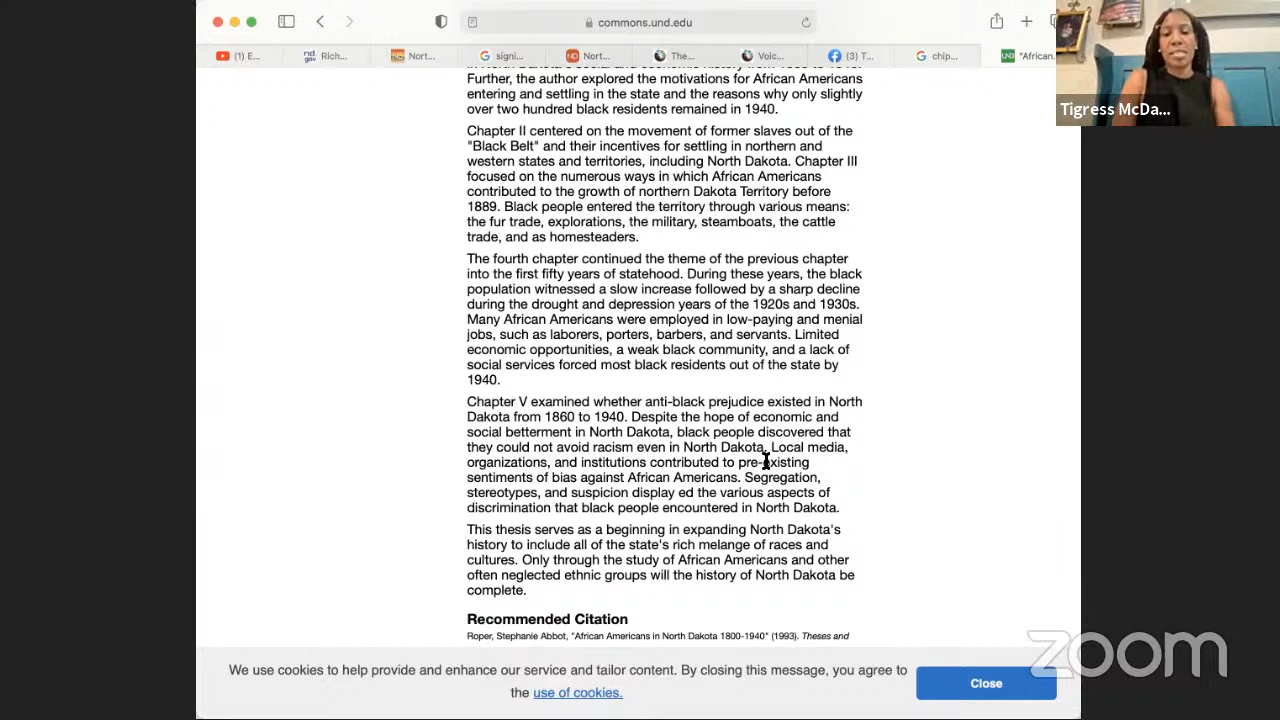 commons.und.edu
(1) E...
nd.
gov
Rich...
Nort...
signi...
Nort...
The...
Voic...
(3) T...
chip...
UND
"African
Further, the author explored the motivations for African Americans
entering and settling in the state and the reasons why only slightly
over two hundred black residents remained in 1940.
Chapter II centered on the movement of former slaves out of the
"Black Belt" and their incentives for settling in northern and
western states and territories, including North Dakota. Chapter III
focused on the numerous ways in which African Americans
contributed to the growth of northern Dakota Territory before
1889. Black people entered the territory through various means:
the fur trade, explorations, the military, steamboats, the cattle
trade, and as homesteaders.
The fourth chapter continued the theme of the previous chapter
into the first fifty years of statehood. During these years, the black
population witnessed a slow increase followed by a sharp decline
during the drought and depression years of the 1920s and 1930s.
Many African Americans were employed in low-paying and menial
jobs, such as laborers, porters, barbers, and servants. Limited
economic opportunities, a weak black community, and a lack of
social services forced most black residents out of the state by
1940.
Chapter V examined whether anti-black prejudice existed in North
Dakota from 1860 to 1940. Despite the hope of economic and
social betterment in North Dakota, black people discovered that
they could not avoid racism even in North Dakota. Local media,
organizations, and institutions contributed to pre-existing
sentiments of bias against African Americans. Segregation,
stereotypes, and suspicion display ed the various aspects of
discrimination that black people encountered in North Dakota.
This thesis serves as a beginning in expanding North Dakota's
history to include all of the state's rich melange of races and
cultures. Only through the study of African Americans and other
often neglected ethnic groups will the history of North Dakota be
complete.
Recommended Citation
Roper, Stephanie Abbot, "African Americans in North Dakota 1800-1940" (1993). Theses and
We use cookies to help provide and enhance our service and tailor content. By closing this message, you agree to
the use of cookies.
Close
Tigress McDa...
zoom